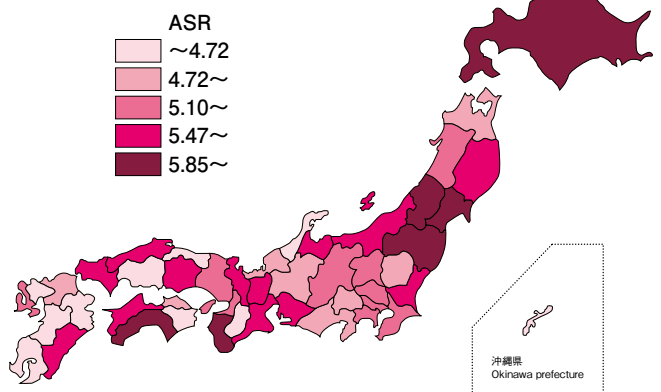 ASR
～4.72
4.72～
5.10～
5.47～
5.85～
沖縄県
Okinawa prefecture